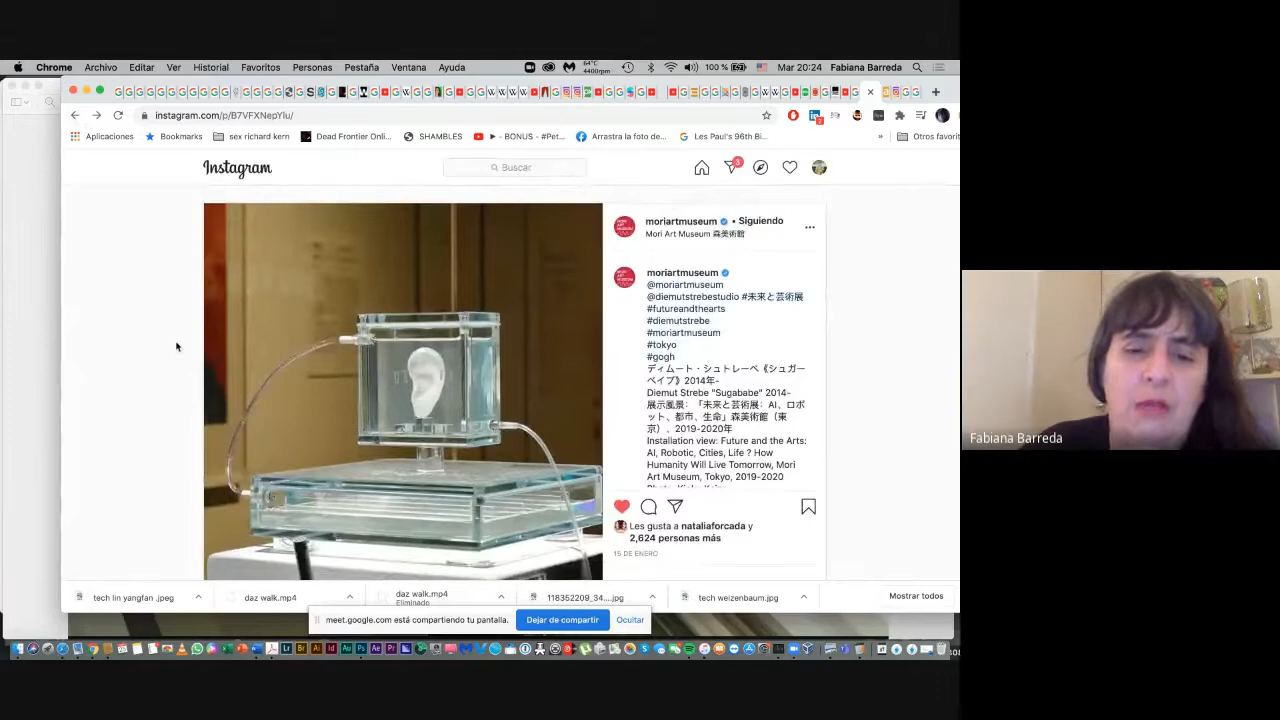 Chrome Archivo Editar Ver Historial Favoritos Personas Pestaña Ventana Ayuda
64°C
4400rpm
100 % Mar 20:24 Fabiana Barreda
instagram.com/p/B7VFXNepYlu/
Aplicaciones Bookmarks sex richard kern Dead Frontier Onli... SHAMBLES ► - BONUS - #Pet... Arrastra la foto de... Les Paul's 96th Bi... » Otros favorit
Instagram
Buscar
3
moriartmuseum • Siguiendo
Mori Art Museum 森美術館
moriartmuseum
@moriartmuseum
@diemutstrebestudio #未来と芸術展
#futureandthearts
#diemutstrebe
#moriartmuseum
#tokyo
#gogh
ディムート・シュトレーベ《シュガー
ベイブ》2014年-
Diemut Strebe "Sugababe" 2014-
展示風景：「未来と芸術展：AI、ロボ
ット、都市、生命」森美術館（東
京）、2019-2020年
Installation view: Future and the Arts:
AI, Robotic, Cities, Life ? How
Humanity Will Live Tomorrow, Mori
Art Museum, Tokyo, 2019-2020
Les gusta a nataliaforcada y
2,624 personas más
15 DE ENERO
tech lin yangfan .jpeg
daz walk.mp4
daz walk.mp4
Eliminado
118352209_34....jpg
tech weizenbaum.jpg
Mostrar todos
meet.google.com está compartiendo tu pantalla. Dejar de compartir Ocultar
Fabiana Barreda